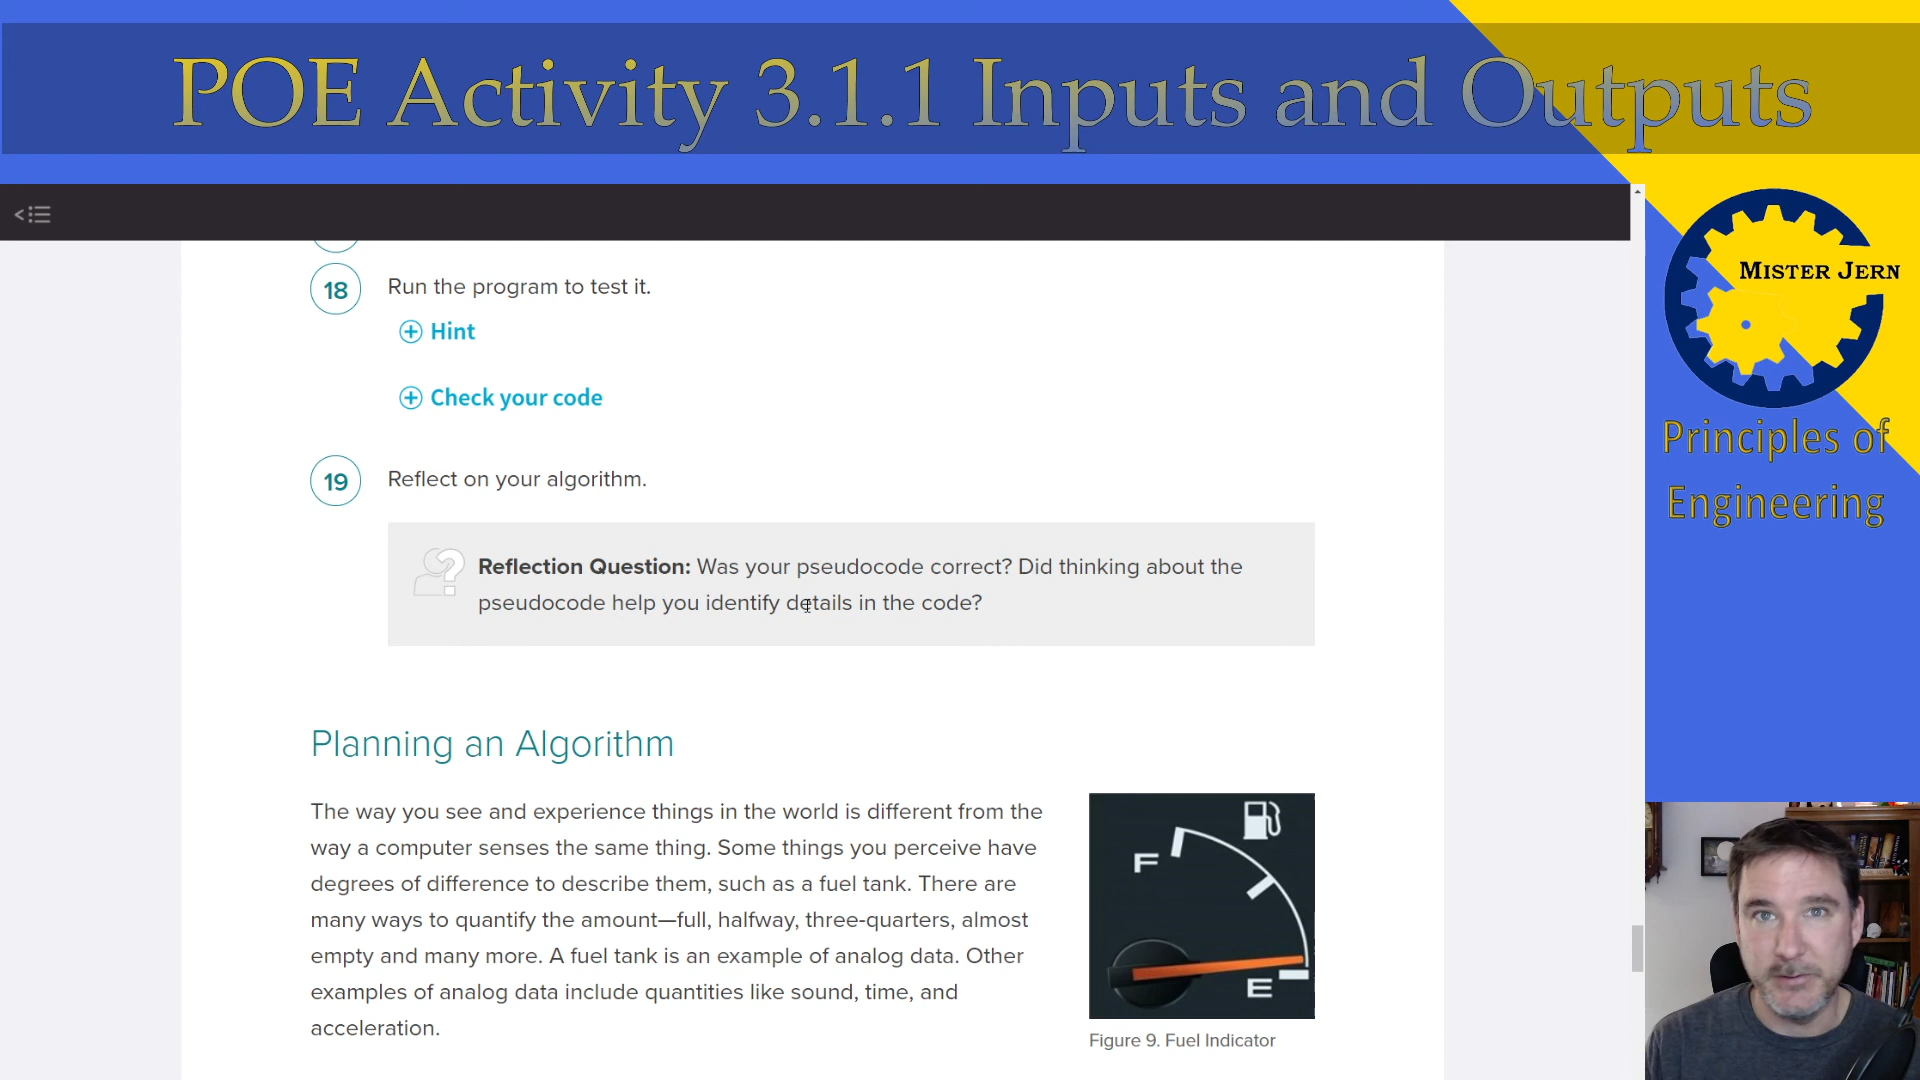 POE Activity 3.1.1 Inputs and Outputs
MISTER JERN
Principles of
Engineering
18 Run the program to test it.
Hint
Check your code
19 Reflect on your algorithm.
Reflection Question: Was your pseudocode correct? Did thinking about the
pseudocode help you identify details in the code?
Planning an Algorithm
The way you see and experience things in the world is different from the
way a computer senses the same thing. Some things you perceive have
degrees of difference to describe them, such as a fuel tank. There are
many ways to quantify the amount—full, halfway, three-quarters, almost
empty and many more. A fuel tank is an example of analog data. Other
examples of analog data include quantities like sound, time, and
acceleration.
F
E
Figure 9. Fuel Indicator